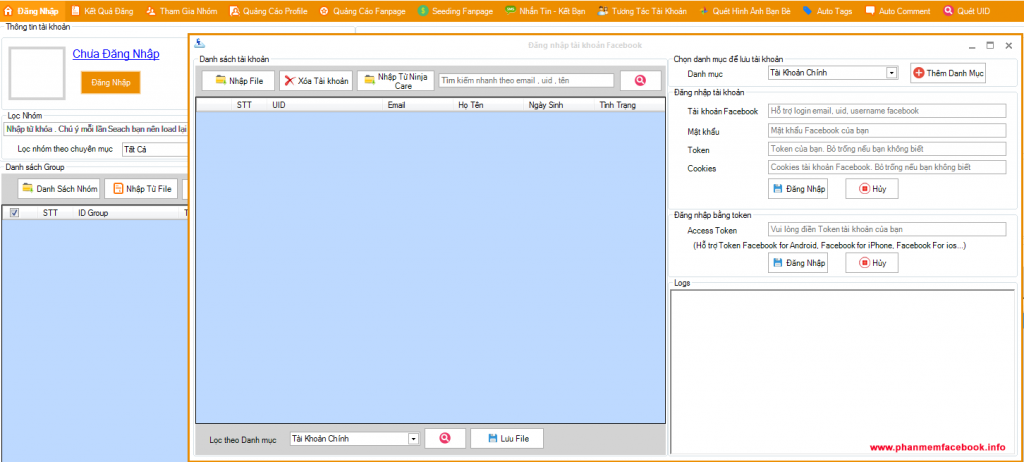 Đăng Nhập Kết Quả Đăng Tham Gia Nhóm Quảng Cáo Profile Quảng Cáo Fanpage Seeding Fanpage Nhắn Tin - Kết Bạn Tương Tác Tài Khoản Quét Hình Ảnh Bạn Bè Auto Tags Auto Comment Quét UID
Thông tin tài khoản
Chưa Đăng Nhập
Đăng Nhập
Lọc Nhóm
Nhập từ khóa . Chú ý mỗi lần Seach bạn nên load lại
Lọc nhóm theo chuyên mục Tất Cả
Danh sách Group
Danh Sách Nhóm Nhập Từ File
STT ID Group T
Đăng nhập tài khoản Facebook
Danh sách tài khoản
Nhập File Xóa Tài khoản Nhập Từ Ninja Care Tìm kiếm nhanh theo email , uid , tên
STT UID Email Họ Tên Ngày Sinh Tình Trạng
Lọc theo Danh mục Tài Khoản Chính Lưu File
Chọn danh mục để lưu tài khoản
Danh mục Tài Khoản Chính Thêm Danh Mục
Đăng nhập tài khoản
Tài khoản Facebook Hỗ trợ login email, uid, username facebook
Mật khẩu Mật khẩu Facebook của bạn
Token Token của bạn. Bỏ trống nếu bạn không biết
Cookies Cookies tài khoản Facebook. Bỏ trống nếu bạn không biết
Đăng Nhập Hủy
Đăng nhập bằng token
Access Token Vui lòng điền Token tài khoản của bạn
(Hỗ trợ Token Facebook for Android, Facebook for iPhone, Facebook For ios...)
Đăng Nhập Hủy
Logs
www.phanmemfacebook.info